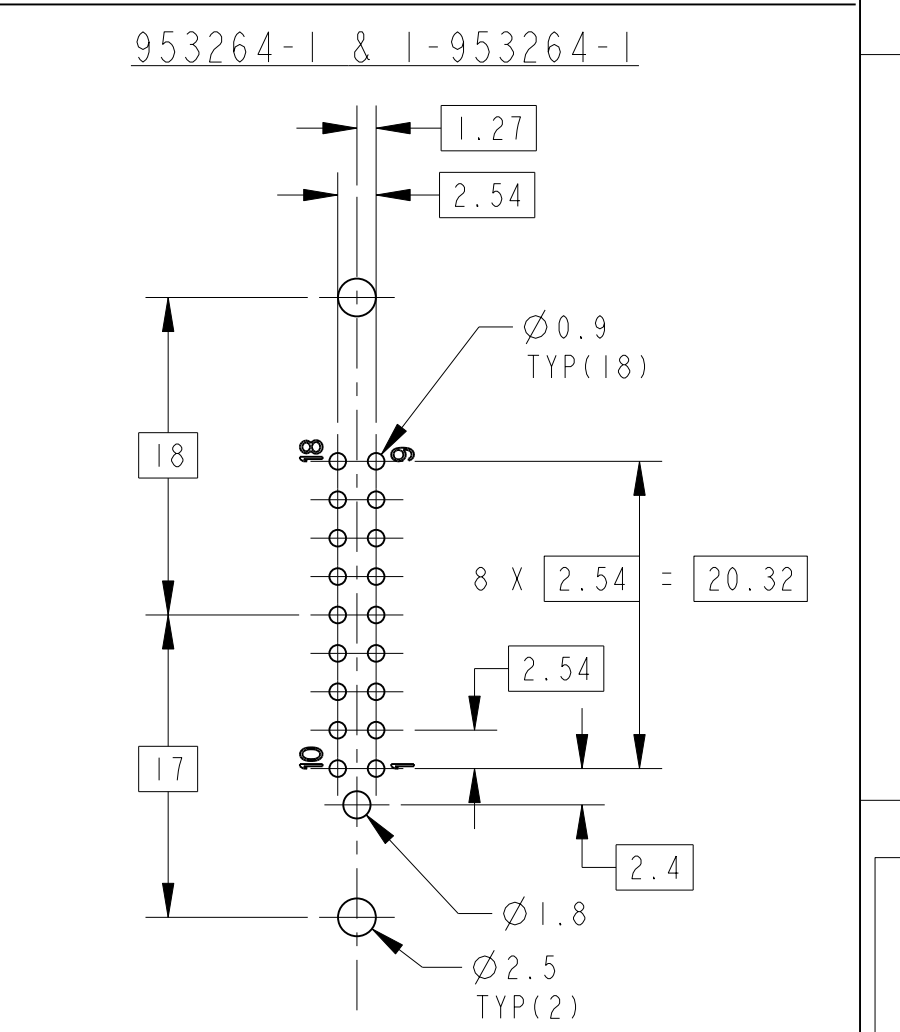 953264-1 & 1-953264-1
1.27
2.54
Ø0.9
TYP(18)
18 9
18
8 X 2.54 = 20.32
2.54
10 1
17
2.4
Ø1.8
Ø2.5
TYP(2)